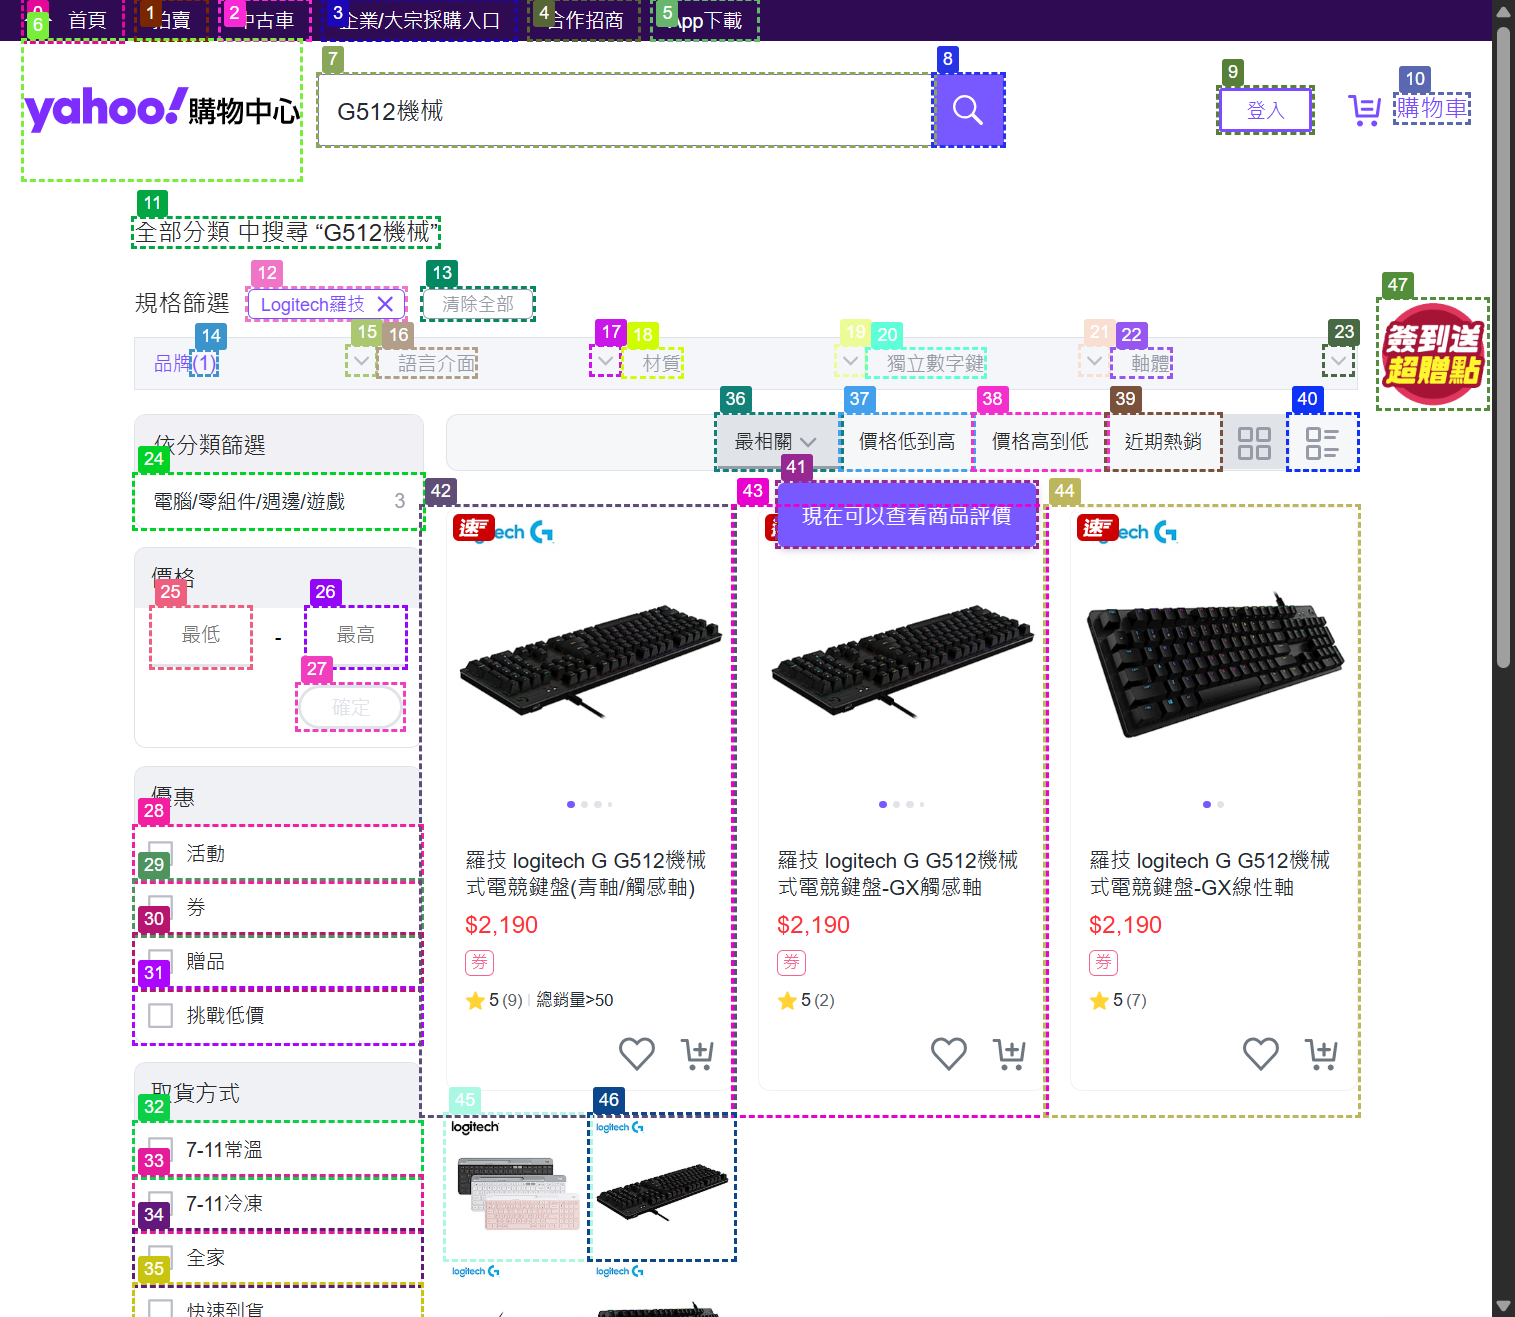 首頁
拍賣
中古車
企業/大宗採購入口
合作招商
App下載
0
1
2
3
4
5
6
7
8
9
10
yahoo!購物中心
G512機械
登入
購物車
11
全部分類 中搜尋 “G512機械”
12
13
規格篩選
Logitech羅技
清除全部
14
15
16
17
18
19
20
21
22
23
品牌(1)
語言介面
材質
獨立數字鍵
軸體
47
簽到送
超贈點
36
37
38
39
40
最相關
價格低到高
價格高到低
近期熱銷
依分類篩選
24
電腦/零組件/週邊/遊戲
3
價格
25
26
最低
-
最高
27
確定
優惠
28
活動
29
券
30
贈品
31
挑戰低價
取貨方式
32
7-11常溫
33
7-11冷凍
34
全家
35
快速到貨
41
現在可以查看商品評價
42
速
logitech G
羅技 logitech G G512機械
式電競鍵盤(青軸/觸感軸)
$2,190
券
5 (9) 總銷量>50
43
羅技 logitech G G512機械
式電競鍵盤-GX觸感軸
$2,190
券
5 (2)
44
速
logitech G
羅技 logitech G G512機械
式電競鍵盤-GX線性軸
$2,190
券
5 (7)
45
logitech
46
logitech G
logitech G
logitech G